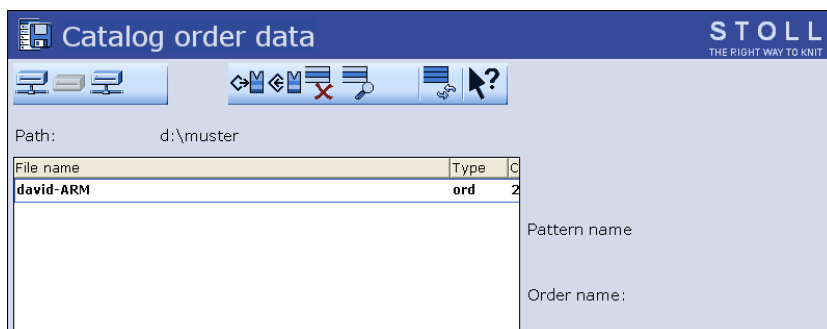 Catalog order data
STOLL
THE RIGHT WAY TO KNIT
?
Path: d:\muster
File name Type C
david-ARM ord 2
Pattern name
Order name: